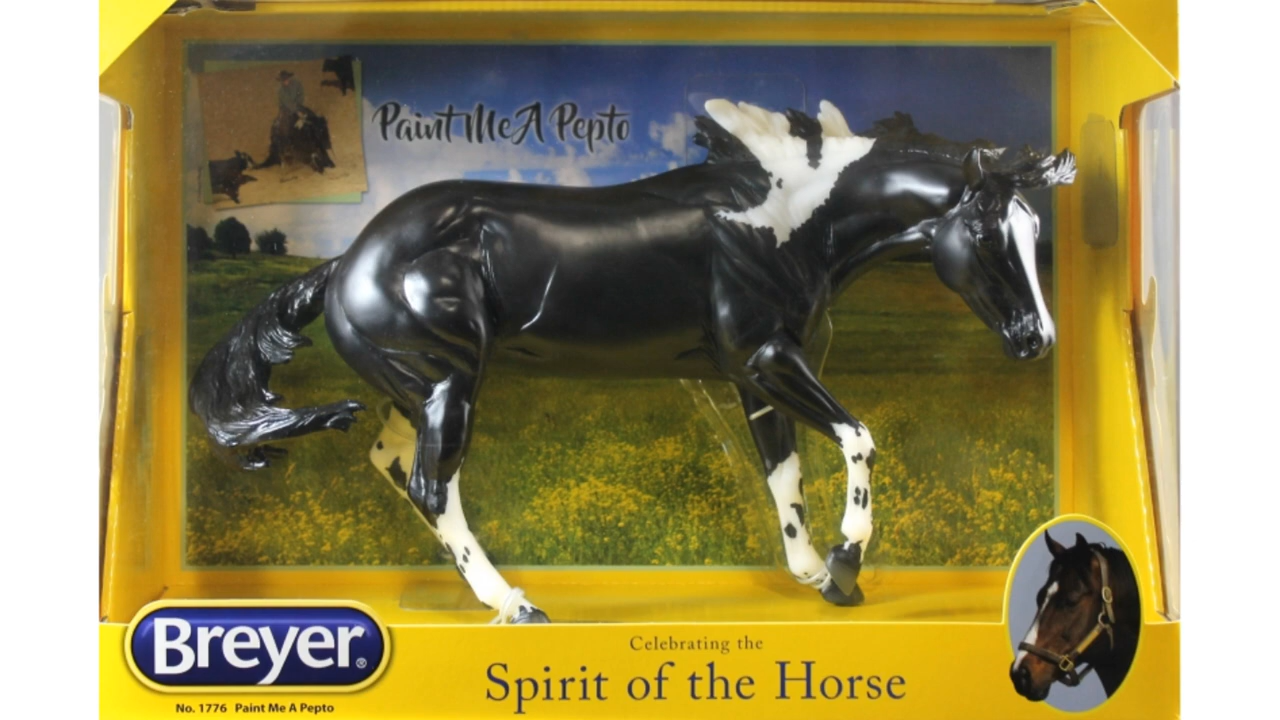 Paint Me A Pepto
Breyer®
No. 1776 Paint Me A Pepto
Celebrating the
Spirit of the Horse